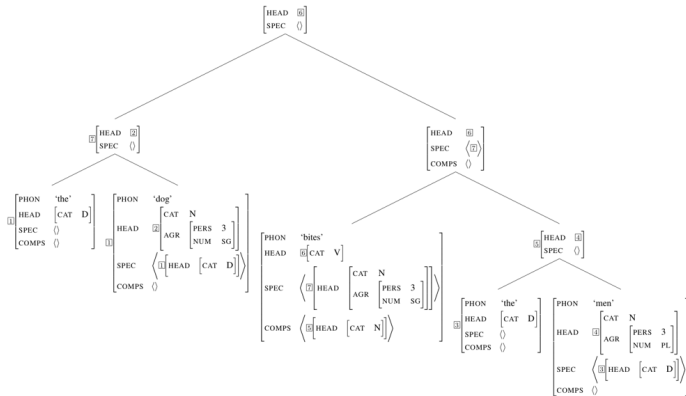 HEAD 6
SPEC ⟨⟩
7 HEAD 2
SPEC ⟨⟩
HEAD 6
SPEC ⟨7⟩
COMPS ⟨⟩
1 PHON 'the'
HEAD [CAT D]
SPEC ⟨⟩
COMPS ⟨⟩
1 PHON 'dog'
HEAD 2 [CAT N
AGR [PERS 3
NUM SG]]
SPEC ⟨1[HEAD [CAT D]]⟩
COMPS ⟨⟩
PHON 'bites'
HEAD 6[CAT V]
SPEC ⟨7[HEAD [CAT N
AGR [PERS 3
NUM SG]]]⟩
COMPS ⟨5[HEAD [CAT N]]⟩
5 HEAD 4
SPEC ⟨⟩
3 PHON 'the'
HEAD [CAT D]
SPEC ⟨⟩
COMPS ⟨⟩
PHON 'men'
HEAD 4 [CAT N
AGR [PERS 3
NUM PL]]
SPEC ⟨3[HEAD [CAT D]]⟩
COMPS ⟨⟩